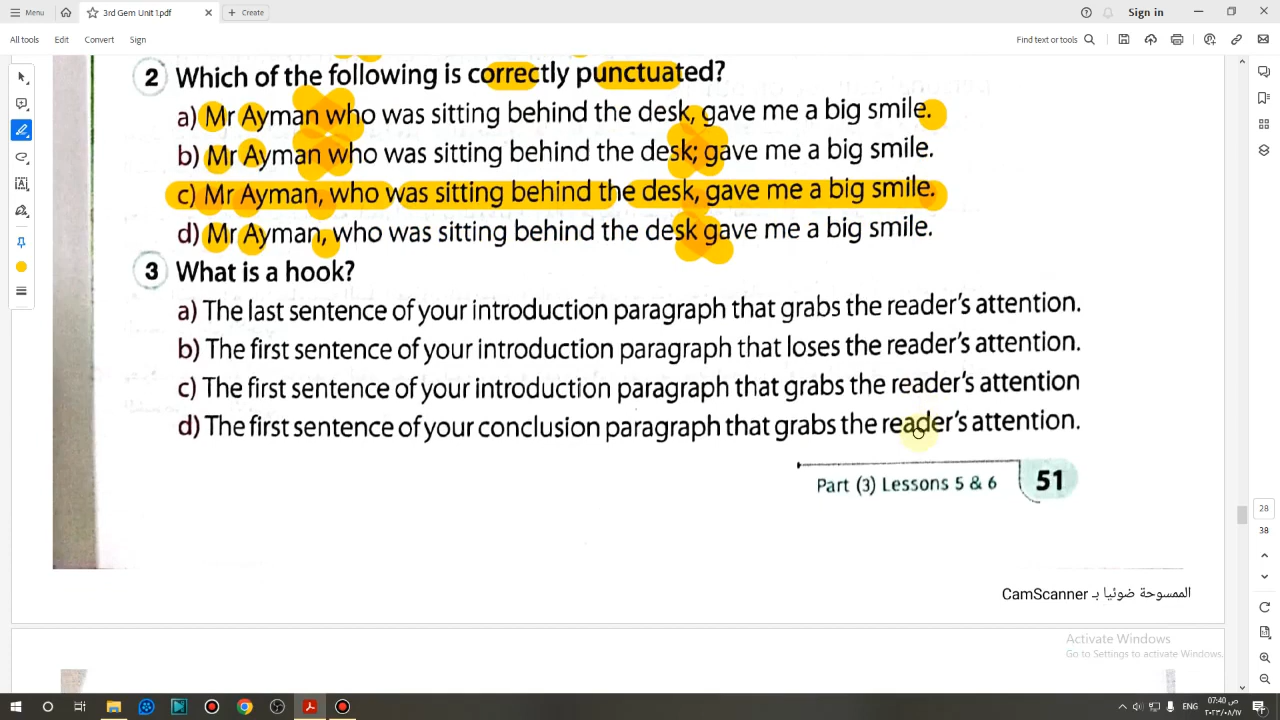 Menu
3rd Gem Unit 1.pdf
Create
Sign in
All tools
Edit
Convert
Sign
Find text or tools
2 Which of the following is correctly punctuated?
a) Mr Ayman who was sitting behind the desk, gave me a big smile.
b) Mr Ayman who was sitting behind the desk; gave me a big smile.
c) Mr Ayman, who was sitting behind the desk, gave me a big smile.
d) Mr Ayman, who was sitting behind the desk gave me a big smile.
3 What is a hook?
a) The last sentence of your introduction paragraph that grabs the reader's attention.
b) The first sentence of your introduction paragraph that loses the reader's attention.
c) The first sentence of your introduction paragraph that grabs the reader's attention
d) The first sentence of your conclusion paragraph that grabs the reader's attention.
Part (3) Lessons 5 & 6 51
28
38
الممسوحة ضوئيا بـ CamScanner
Activate Windows
Go to Settings to activate Windows.
ENG
07:40 ص
٢٠٢٣/٠٨/١٧